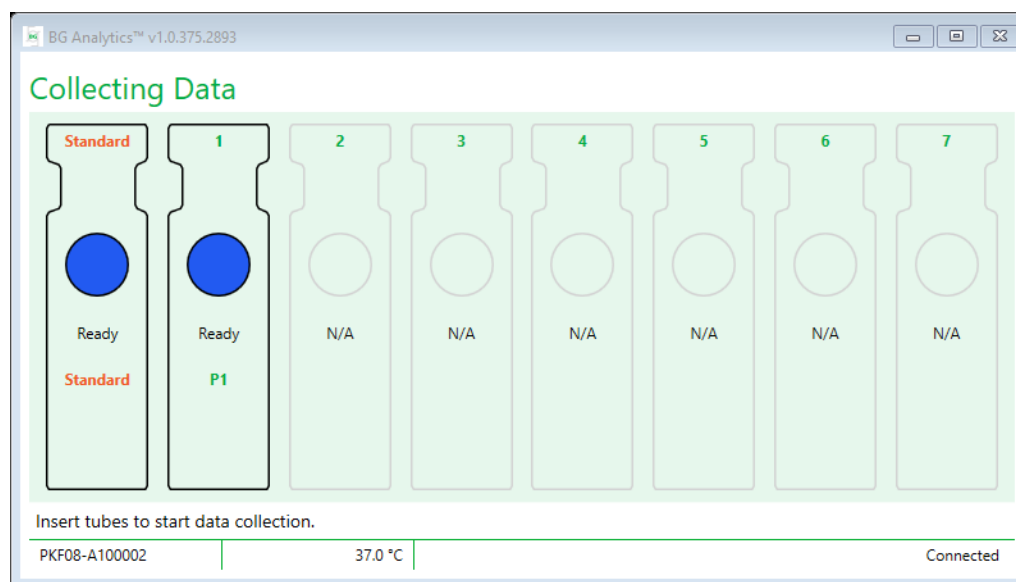 BG Analytics™ v1.0.375.2893
Collecting Data
Standard 1 2 3 4 5 6 7
Ready Ready N/A N/A N/A N/A N/A N/A
Standard P1
Insert tubes to start data collection.
PKF08-A100002 37.0 °C Connected